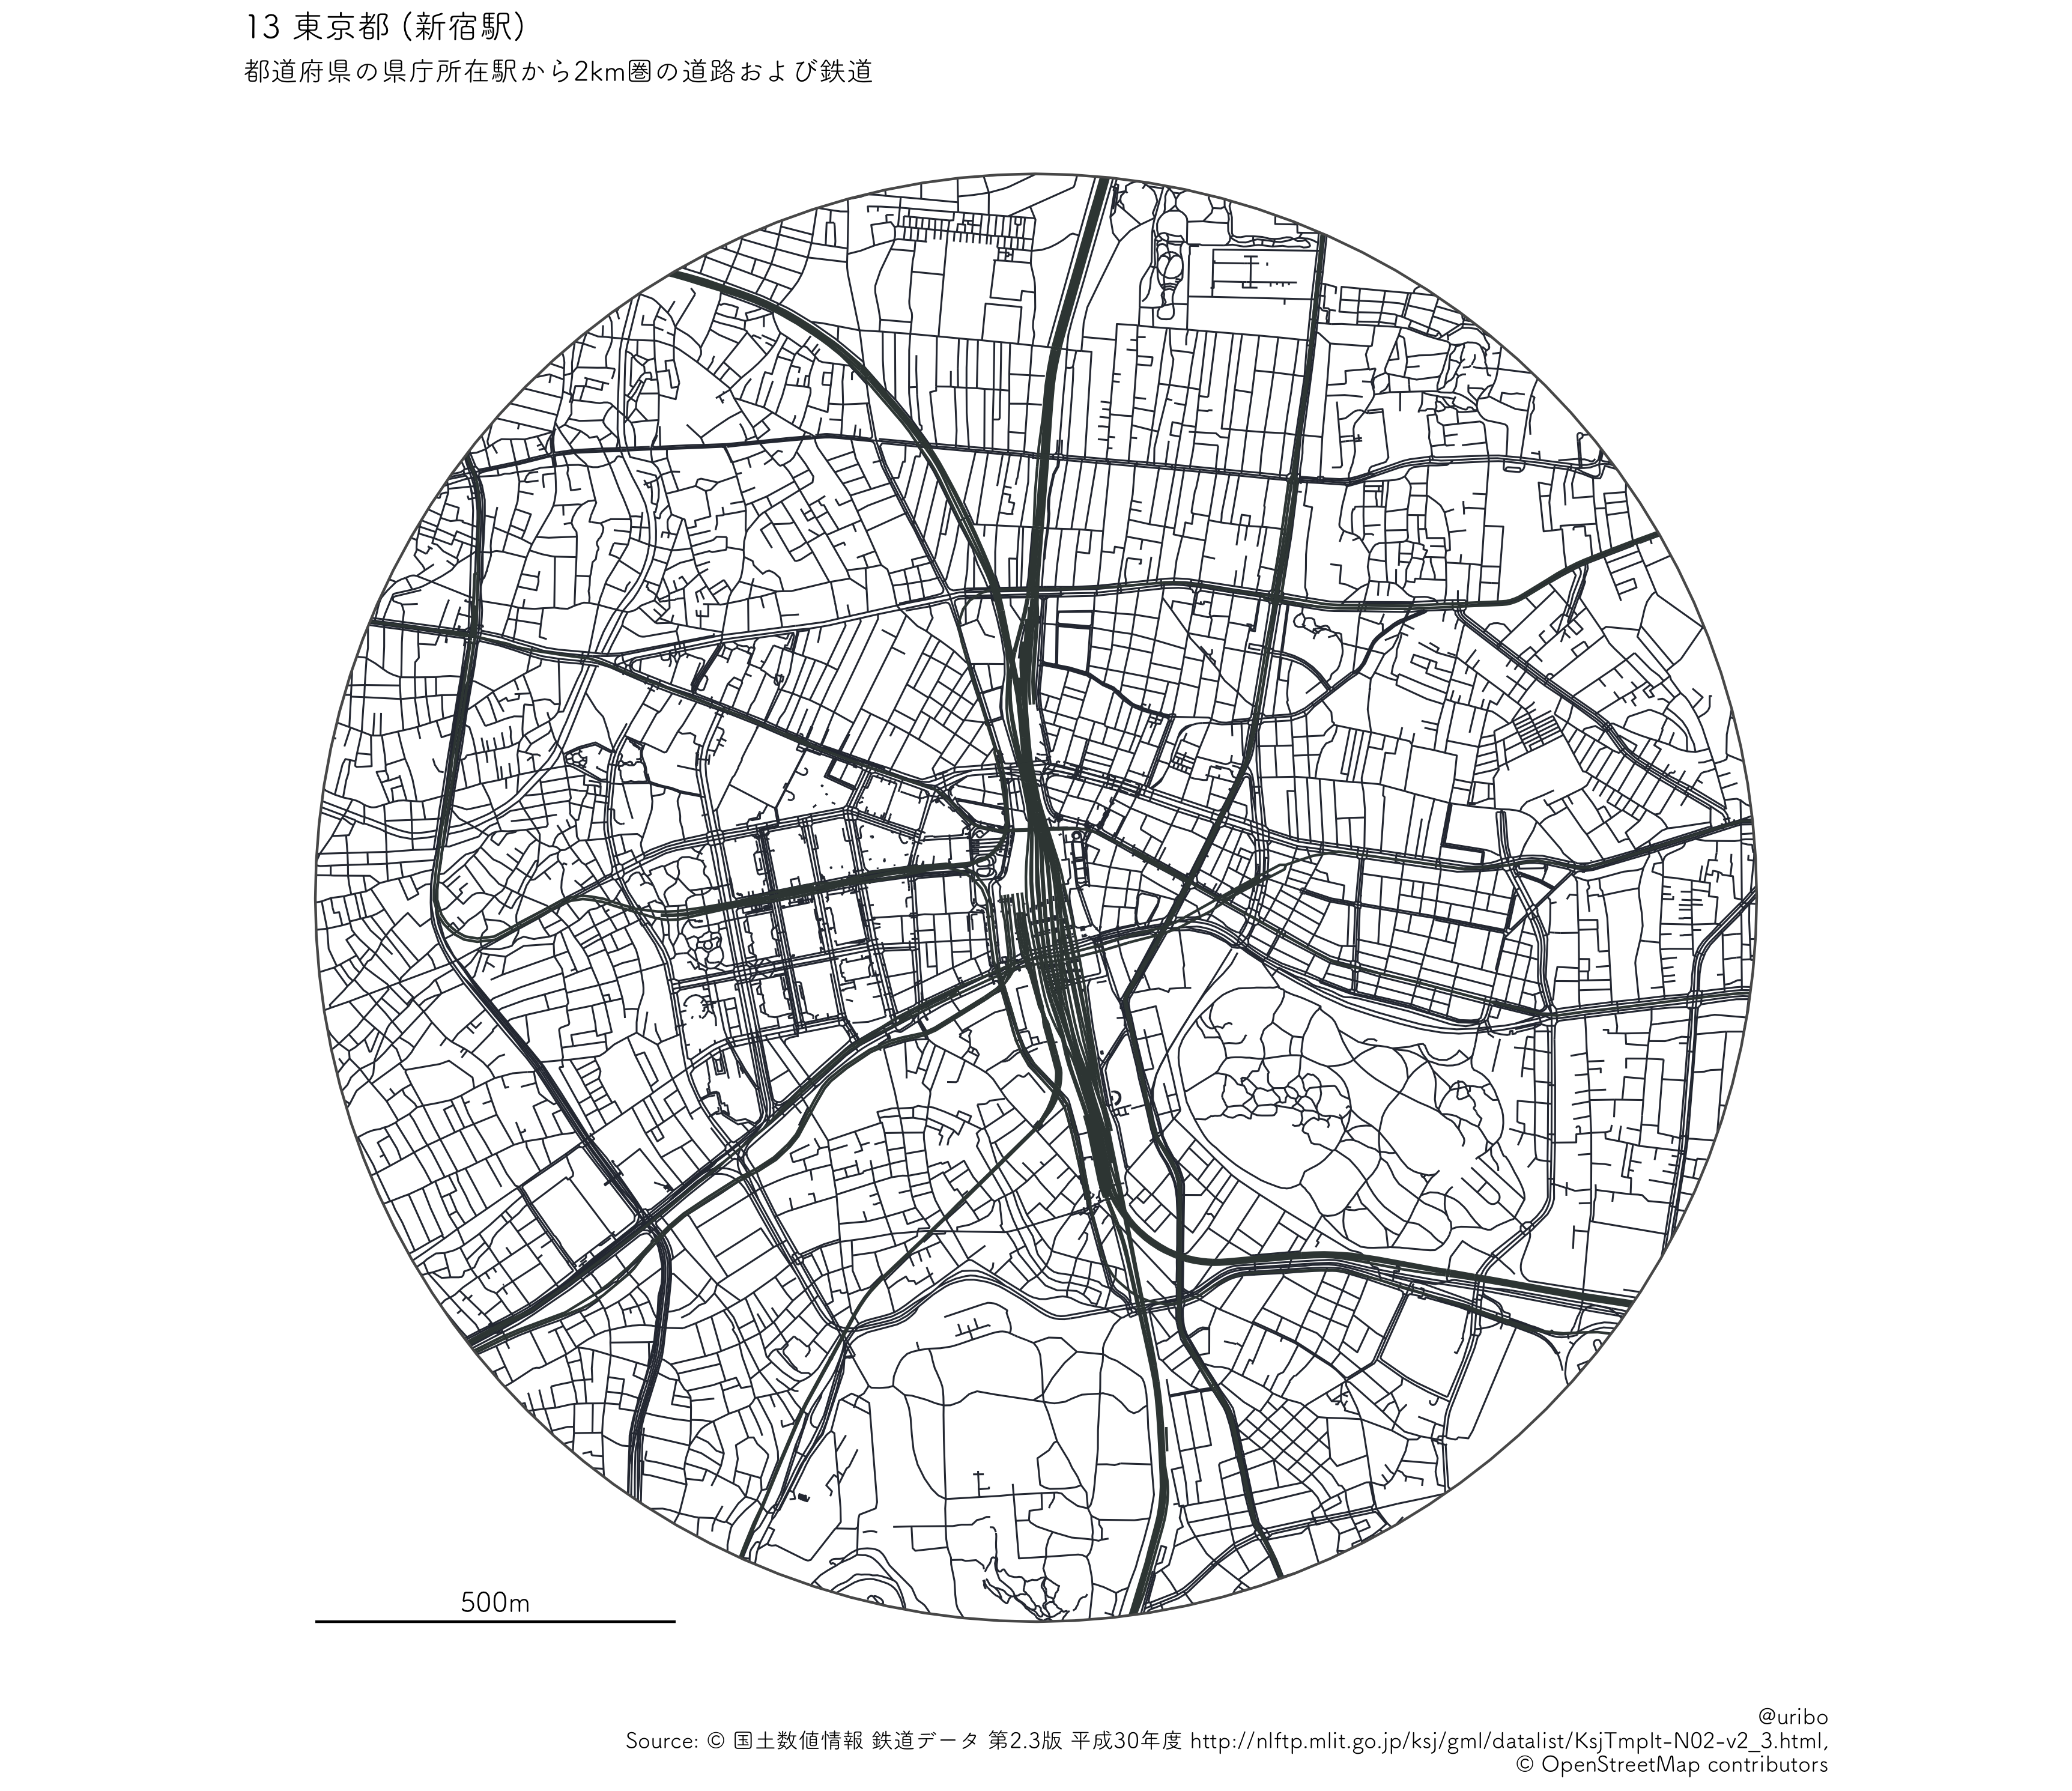 13 東京都 (新宿駅)
都道府県の県庁所在駅から2km圏の道路および鉄道
500m
@uribo
Source: © 国土数値情報 鉄道データ 第2.3版 平成30年度 http://nlftp.mlit.go.jp/ksj/gml/datalist/KsjTmplt-N02-v2_3.html,
© OpenStreetMap contributors